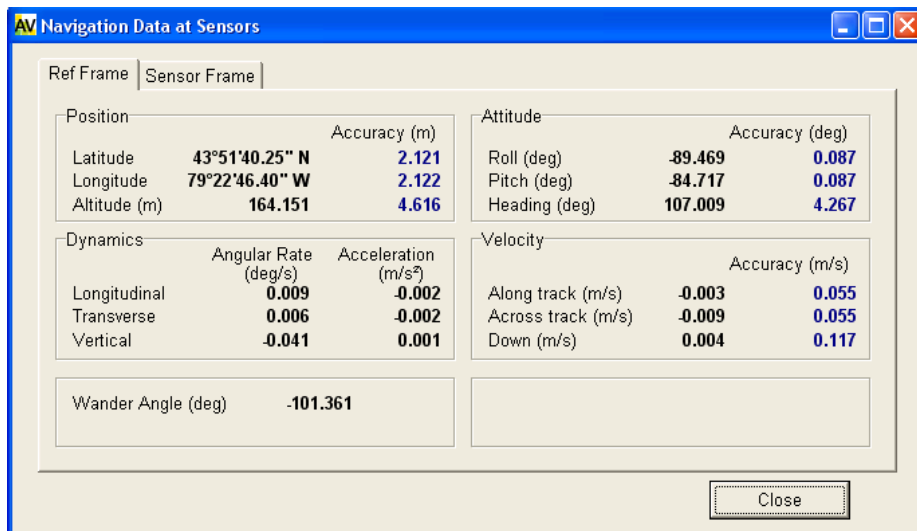 AV Navigation Data at Sensors
Ref Frame Sensor Frame
Position
Accuracy (m)
Latitude 43°51'40.25" N 2.121
Longitude 79°22'46.40" W 2.122
Altitude (m) 164.151 4.616
Attitude
Accuracy (deg)
Roll (deg) -89.469 0.087
Pitch (deg) -84.717 0.087
Heading (deg) 107.009 4.267
Dynamics
Angular Rate Acceleration
(deg/s) (m/s²)
Longitudinal 0.009 -0.002
Transverse 0.006 -0.002
Vertical -0.041 0.001
Velocity
Accuracy (m/s)
Along track (m/s) -0.003 0.055
Across track (m/s) -0.009 0.055
Down (m/s) 0.004 0.117
Wander Angle (deg) -101.361
Close